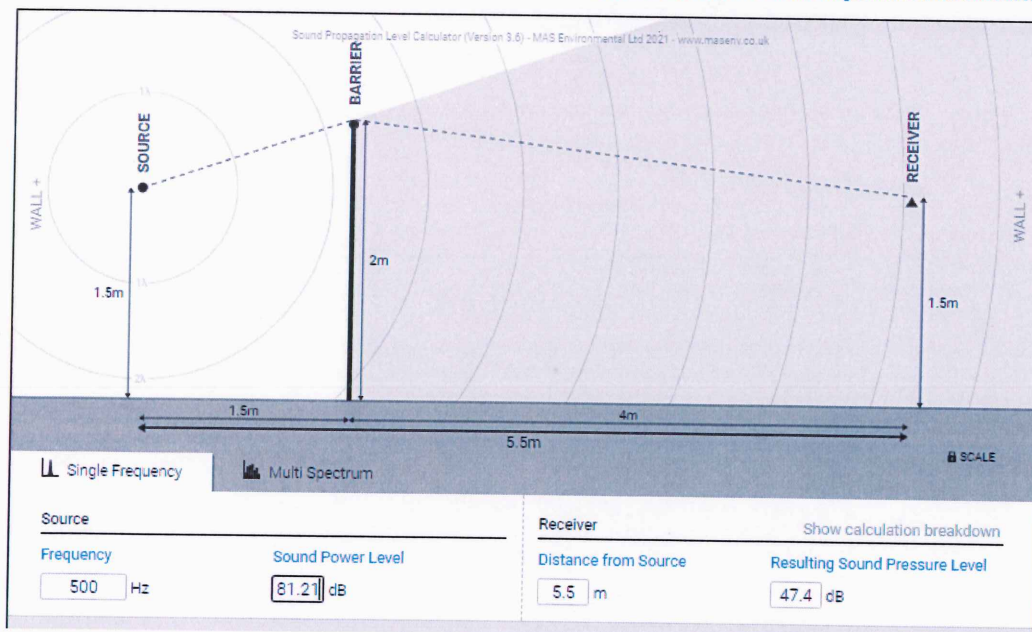 Sound Propagation Level Calculator (Version 3.6) - MAS Environmental Ltd 2021 - www.masenv.co.uk
BARRIER
SOURCE
RECEIVER
WALL +
WALL +
1λ
1λ
2λ
2m
1.5m
1.5m
1.5m
4m
5.5m
SCALE
Single Frequency
Multi Spectrum
Source
Frequency
Sound Power Level
500 Hz
81.21 dB
Receiver
Show calculation breakdown
Distance from Source
Resulting Sound Pressure Level
5.5 m
47.4 dB